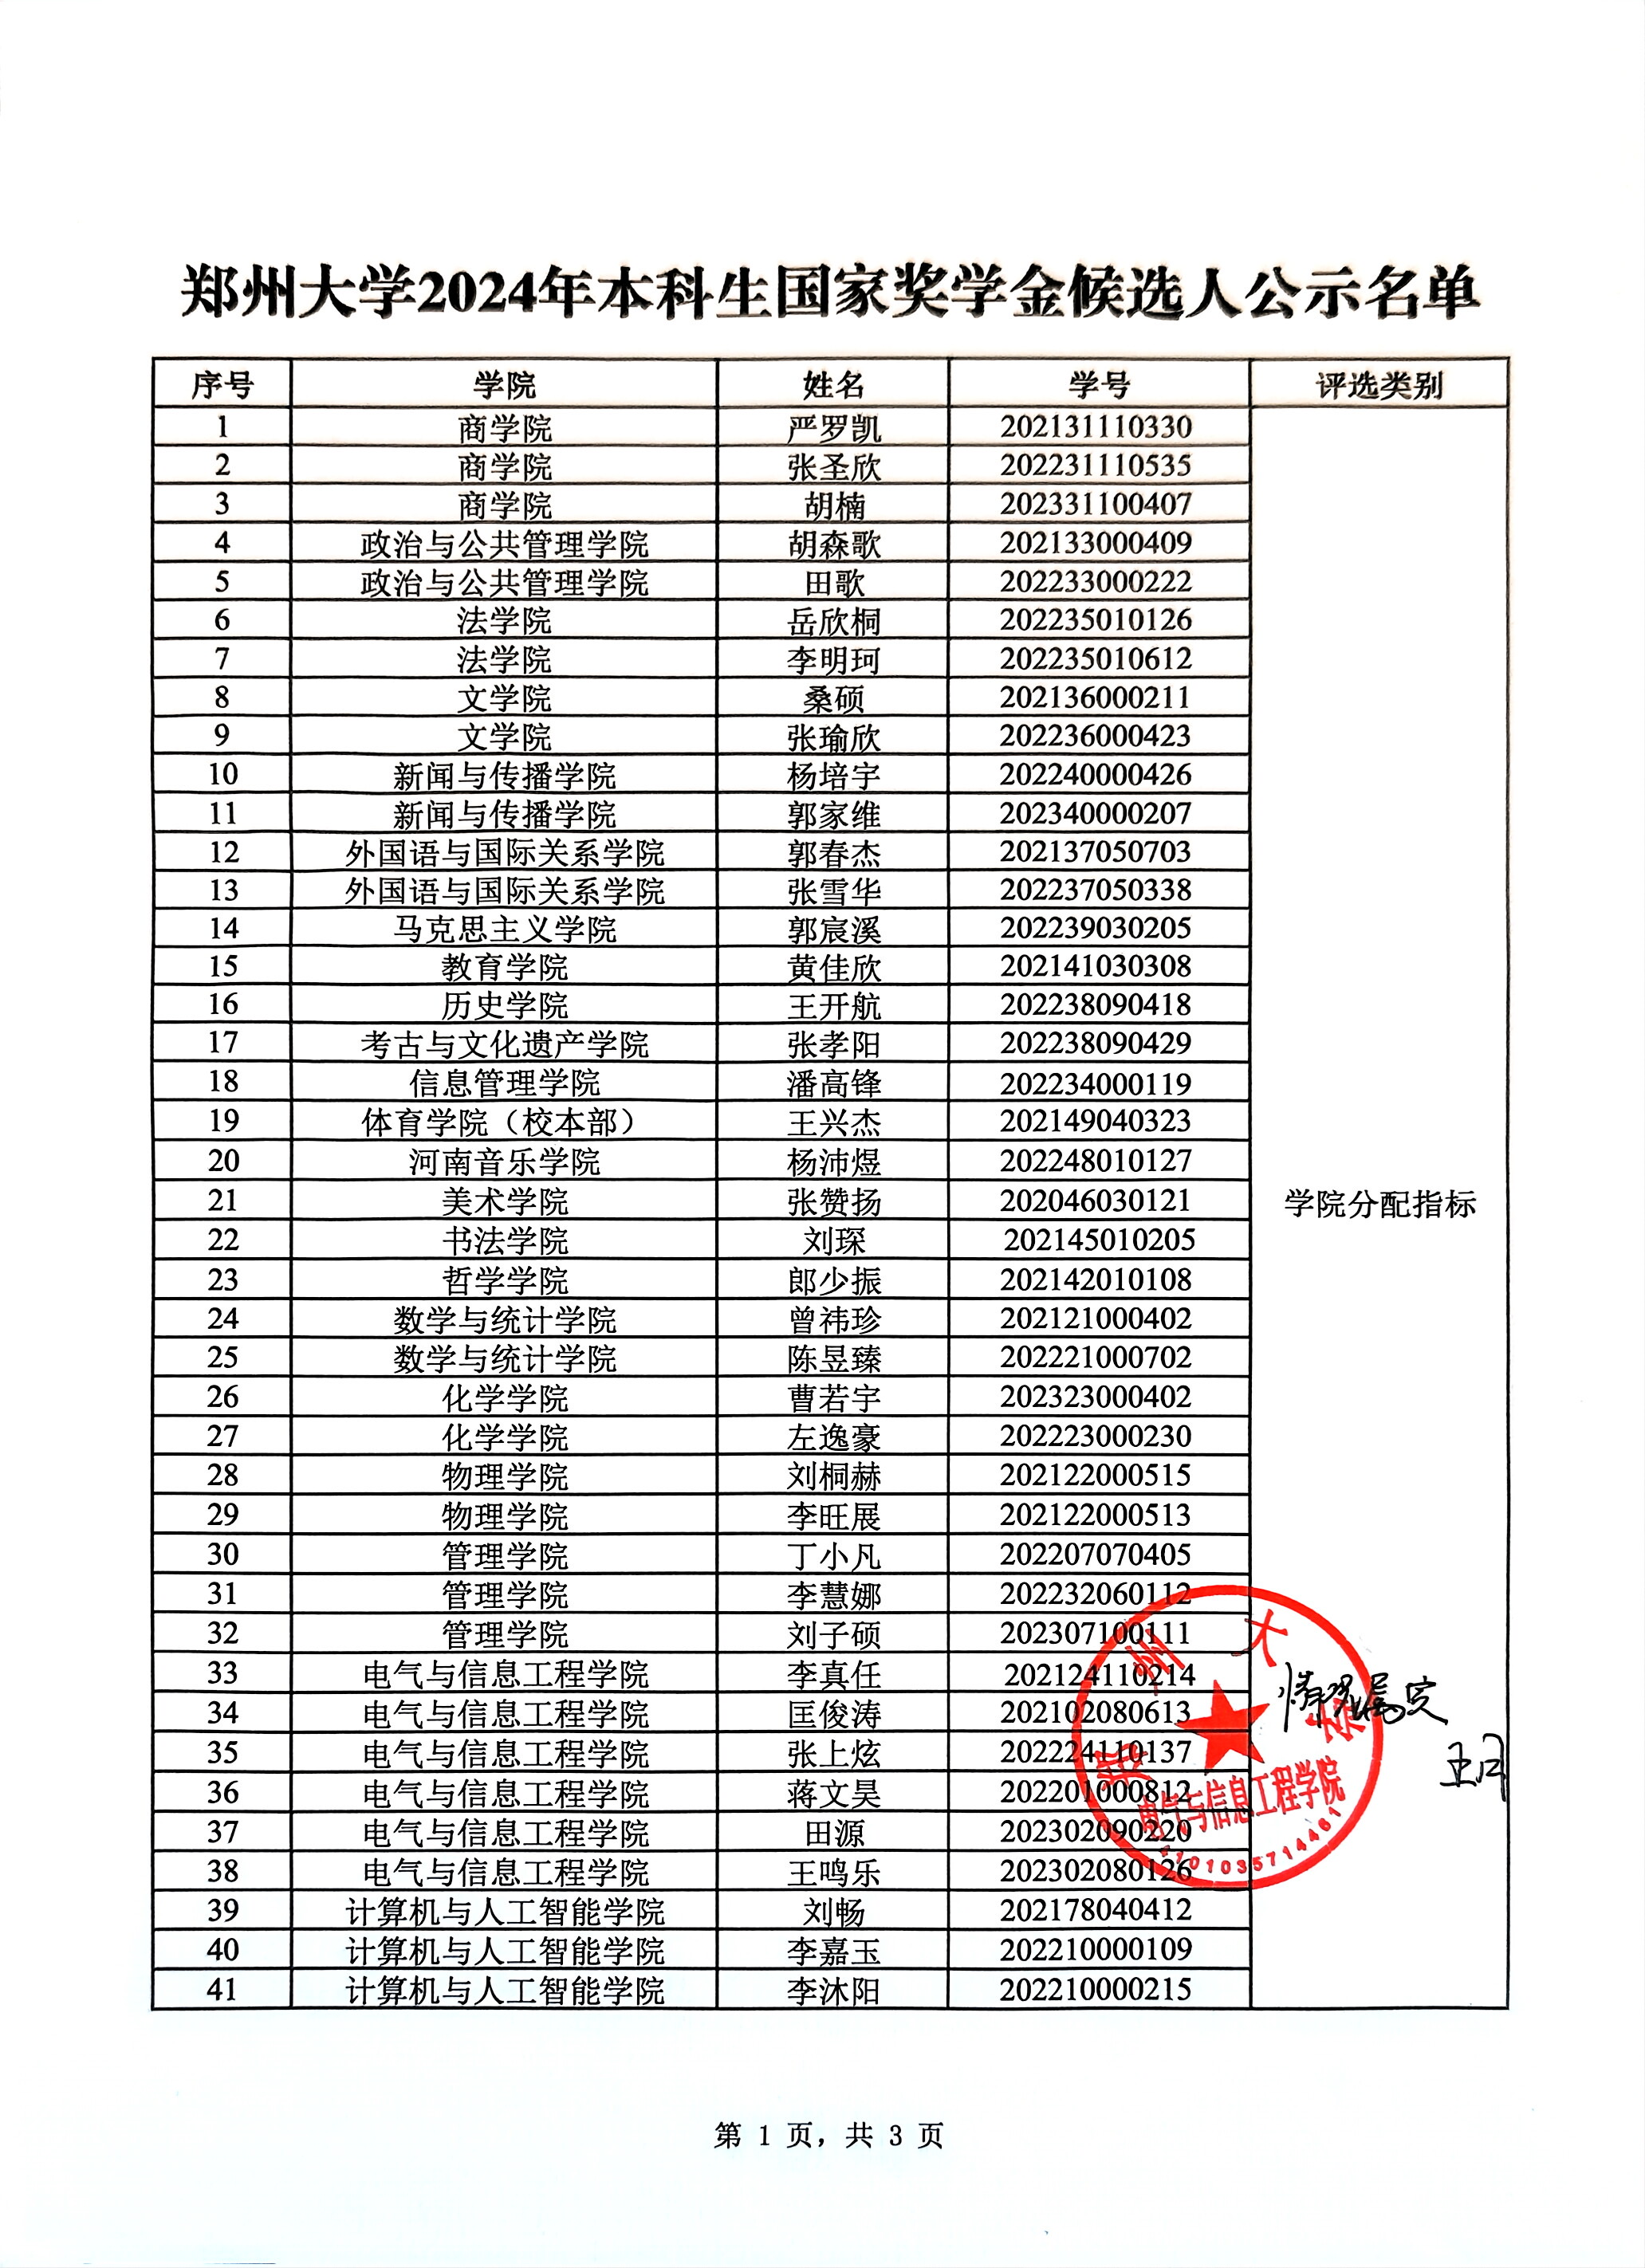 郑州大学2024年本科生国家奖学金候选人公示名单
序号 学院 姓名 学号 评选类别
1 商学院 严罗凯 202131110330
2 商学院 张圣欣 202231110535
3 商学院 胡楠 202331100407
4 政治与公共管理学院 胡森歌 202133000409
5 政治与公共管理学院 田歌 202233000222
6 法学院 岳欣桐 202235010126
7 法学院 李明珂 202235010612
8 文学院 桑硕 202136000211
9 文学院 张瑜欣 202236000423
10 新闻与传播学院 杨培宇 202240000426
11 新闻与传播学院 郭家维 202340000207
12 外国语与国际关系学院 郭春杰 202137050703
13 外国语与国际关系学院 张雪华 202237050338
14 马克思主义学院 郭宸溪 202239030205
15 教育学院 黄佳欣 202141030308
16 历史学院 王开航 202238090418
17 考古与文化遗产学院 张孝阳 202238090429
18 信息管理学院 潘高锋 202234000119
19 体育学院（校本部） 王兴杰 202149040323
20 河南音乐学院 杨沛煜 202248010127
21 美术学院 张赞扬 202046030121 学院分配指标
22 书法学院 刘琛 202145010205
23 哲学学院 郎少振 202142010108
24 数学与统计学院 曾祎珍 202121000402
25 数学与统计学院 陈昱臻 202221000702
26 化学学院 曹若宇 202323000402
27 化学学院 左逸豪 202223000230
28 物理学院 刘桐赫 202122000515
29 物理学院 李旺展 202122000513
30 管理学院 丁小凡 202207070405
31 管理学院 李慧娜 202232060112
32 管理学院 刘子硕 202307100111
33 电气与信息工程学院 李真任 202124110214
34 电气与信息工程学院 匡俊涛 202102080613
35 电气与信息工程学院 张上炫 202224110137
36 电气与信息工程学院 蒋文昊 202201000812
37 电气与信息工程学院 田源 202302090220
38 电气与信息工程学院 王鸣乐 202302080126
39 计算机与人工智能学院 刘畅 202178040412
40 计算机与人工智能学院 李嘉玉 202210000109
41 计算机与人工智能学院 李沐阳 202210000215
郑州大学
电气与信息工程学院
4101035714461
情况属实
第 1 页，共 3 页